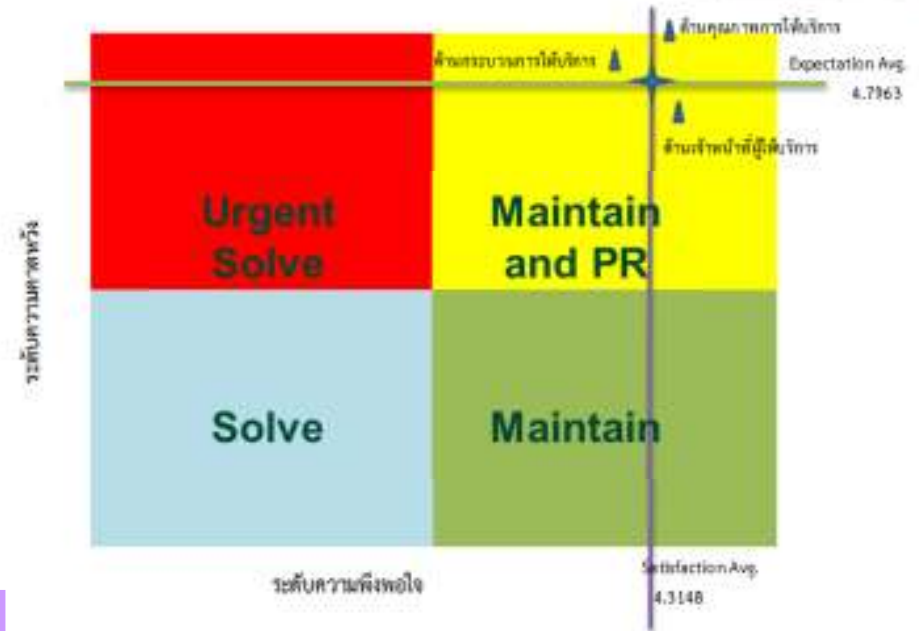 ด้านคุณภาพการให้บริการ
ด้านกระบวนการให้บริการ
Expectation Avg.
4.7963
ด้านเจ้าหน้าที่ผู้ให้บริการ
Urgent
Solve
Maintain
and PR
ระดับความคาดหวัง
Solve
Maintain
ระดับความพึงพอใจ
Satisfaction Avg.
4.3148